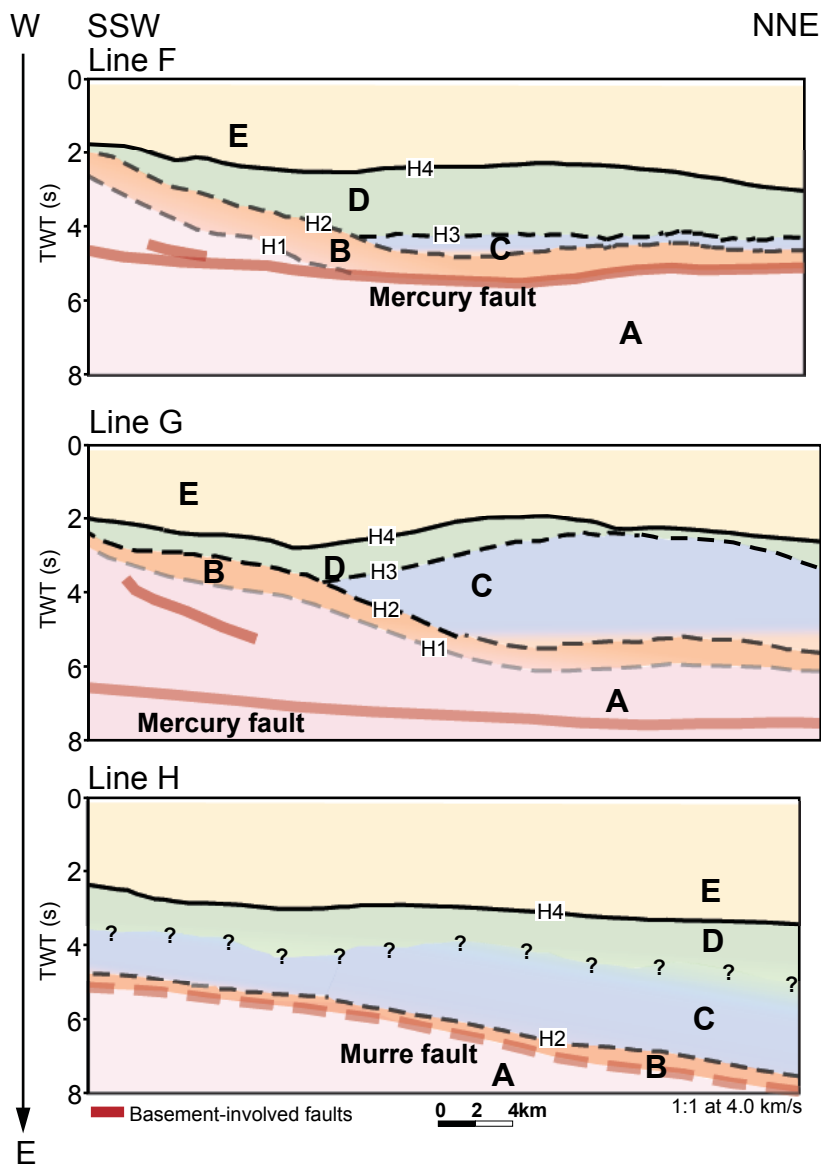 W SSW NNE
Line F
0
2
4
6
8
TWT (s)
E
H4
D
H2
H3
H1
B
C
Mercury fault
A
Line G
0
2
4
6
8
TWT (s)
E
H4
D
H3
B
C
H2
H1
A
Mercury fault
Line H
0
2
4
6
8
TWT (s)
E
H4
D
? ? ? ? ? ? ? ? ? ? ? ?
C
H2
Murre fault
B
A
Basement-involved faults
0 2 4km
1:1 at 4.0 km/s
E